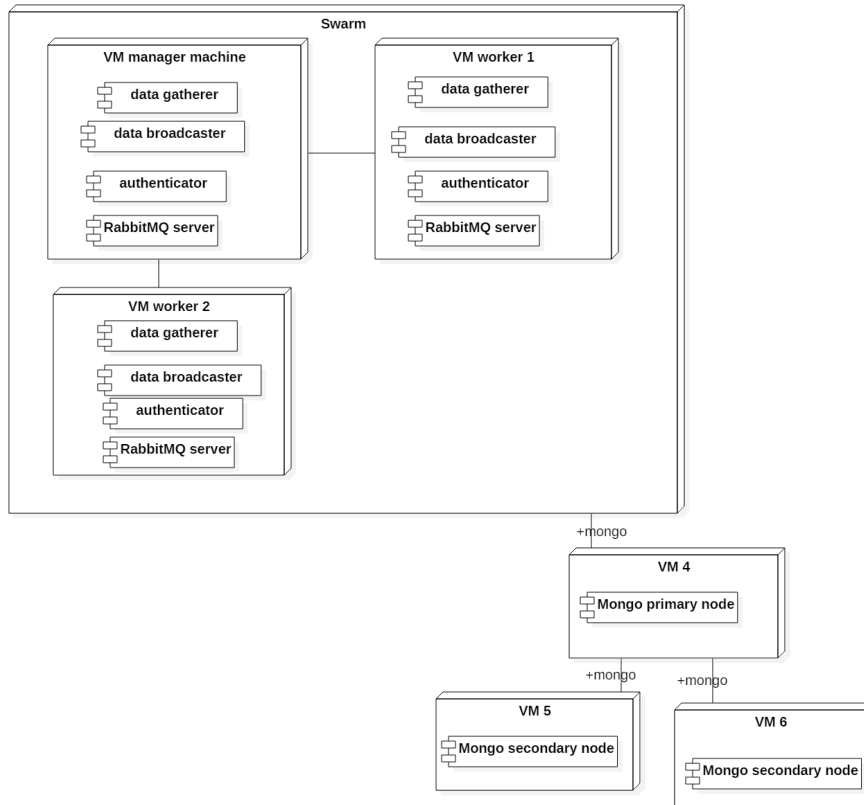 Swarm
VM manager machine
data gatherer
data broadcaster
authenticator
RabbitMQ server
VM worker 1
data gatherer
data broadcaster
authenticator
RabbitMQ server
VM worker 2
data gatherer
data broadcaster
authenticator
RabbitMQ server
+mongo
VM 4
Mongo primary node
+mongo
+mongo
VM 5
Mongo secondary node
VM 6
Mongo secondary node